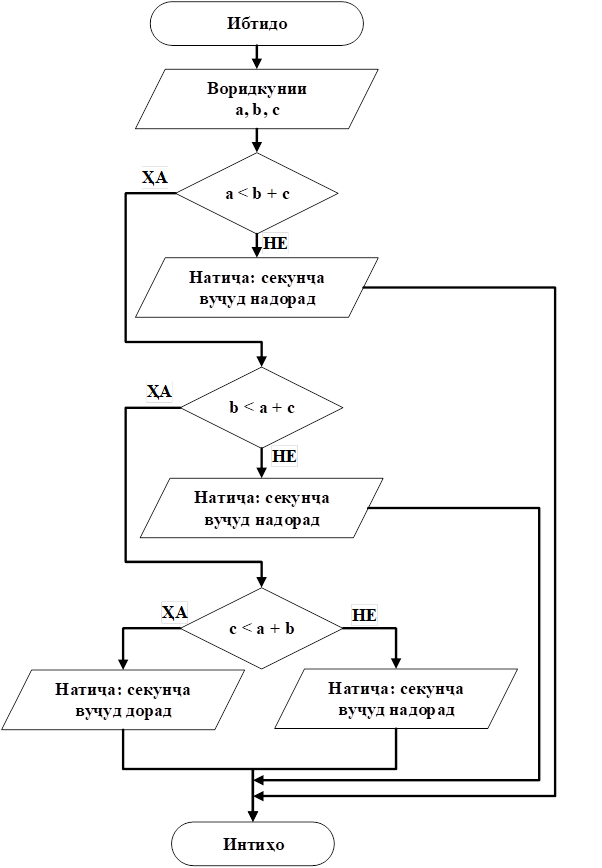 Ибтидо
Воридкунии
a, b, c
ҲА
a < b + c
НЕ
Натиҷа: секунҷа
вуҷуд надорад
ҲА
b < a + c
НЕ
Натиҷа: секунҷа
вуҷуд надорад
ҲА
c < a + b
НЕ
Натиҷа: секунҷа
вуҷуд дорад
Натиҷа: секунҷа
вуҷуд надорад
Интиҳо